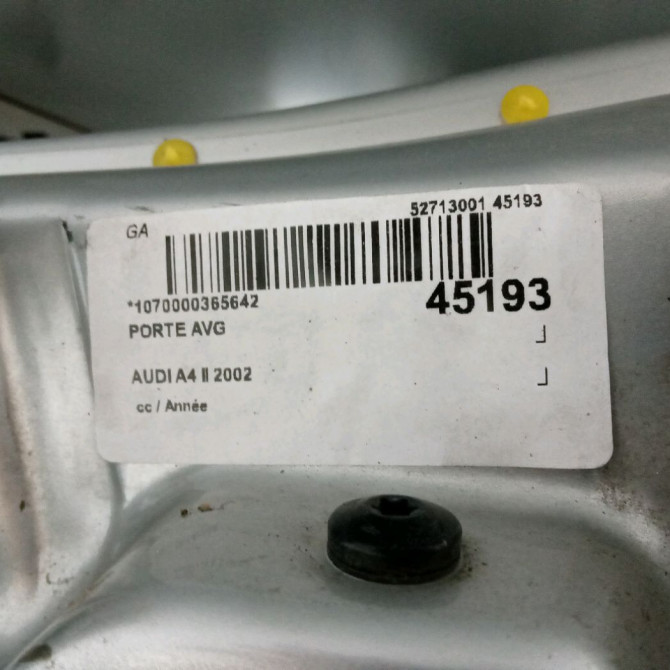 52713001 45193
GA
*1070000365642
45193
PORTE AVG
AUDI A4 II 2002
cc / Année